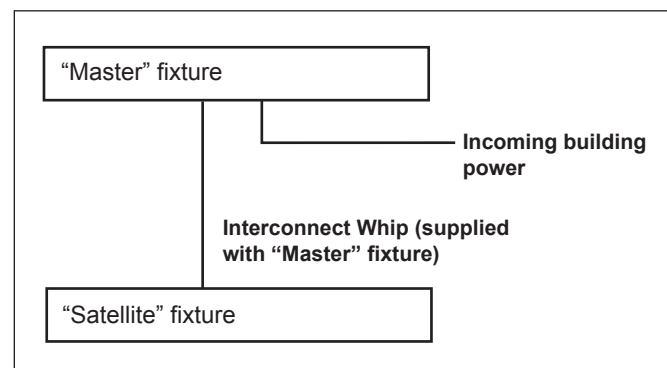 “Master” fixture
Incoming building
power
Interconnect Whip (supplied
with “Master” fixture)
“Satellite” fixture